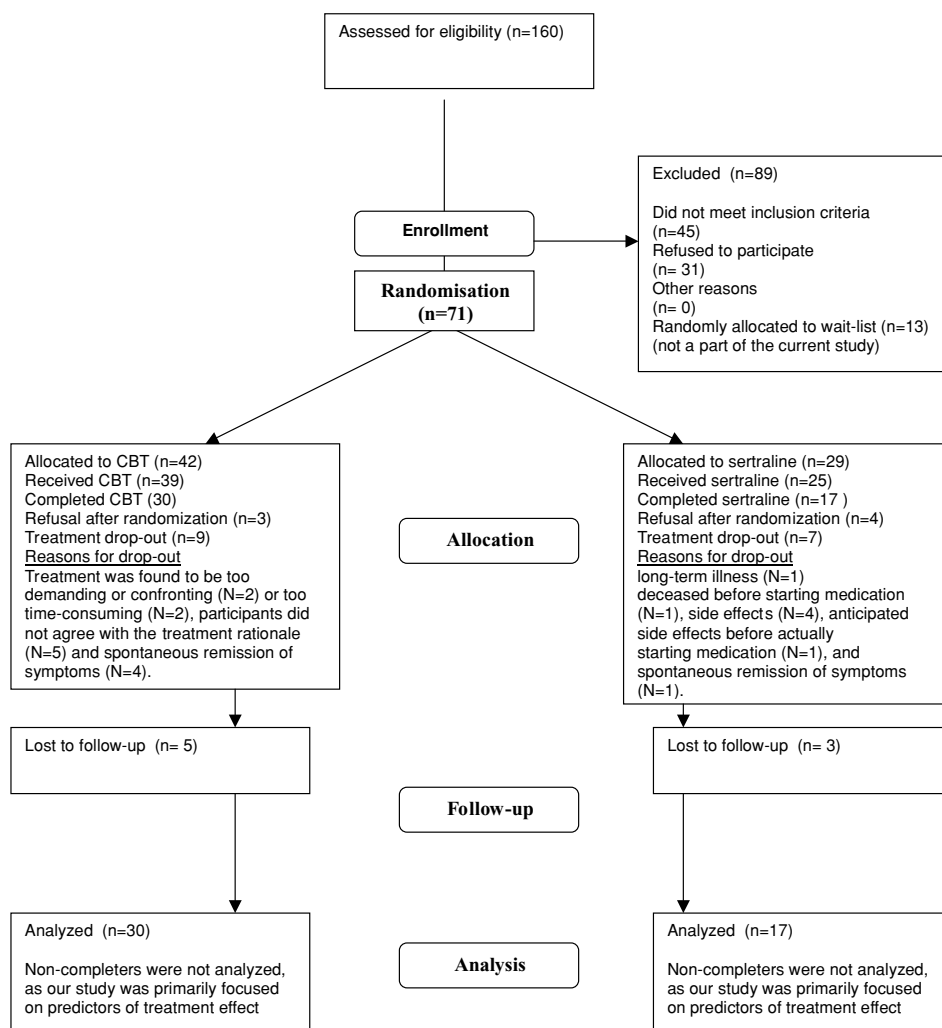 Assessed for eligibility (n=160)
Excluded  (n=89)
Did not meet inclusion criteria
(n=45)
Refused to participate
(n= 31)
Other reasons
(n= 0)
Randomly allocated to wait-list (n=13)
(not a part of the current study)
Enrollment
Randomisation
(n=71)
Allocated to CBT (n=42)
Received CBT (n=39)
Completed CBT (30)
Refusal after randomization (n=3)
Treatment drop-out (n=9)
Reasons for drop-out
Treatment was found to be too
demanding or confronting (N=2) or too
time-consuming (N=2), participants did
not agree with the treatment rationale
(N=5) and spontaneous remission of
symptoms (N=4).
Allocation
Allocated to sertraline (n=29)
Received sertraline (n=25)
Completed sertraline (n=17 )
Refusal after randomization (n=4)
Treatment drop-out (n=7)
Reasons for drop-out
long-term illness (N=1)
deceased before starting medication
(N=1), side effects (N=4), anticipated
side effects before actually
starting medication (N=1), and
spontaneous remission of symptoms
(N=1).
Lost to follow-up  (n= 5)
Lost to follow-up  (n= 3)
Follow-up
Analyzed  (n=30)
Non-completers were not analyzed,
as our study was primarily focused
on predictors of treatment effect
Analysis
Analyzed  (n=17)
Non-completers were not analyzed,
as our study was primarily focused
on predictors of treatment effect